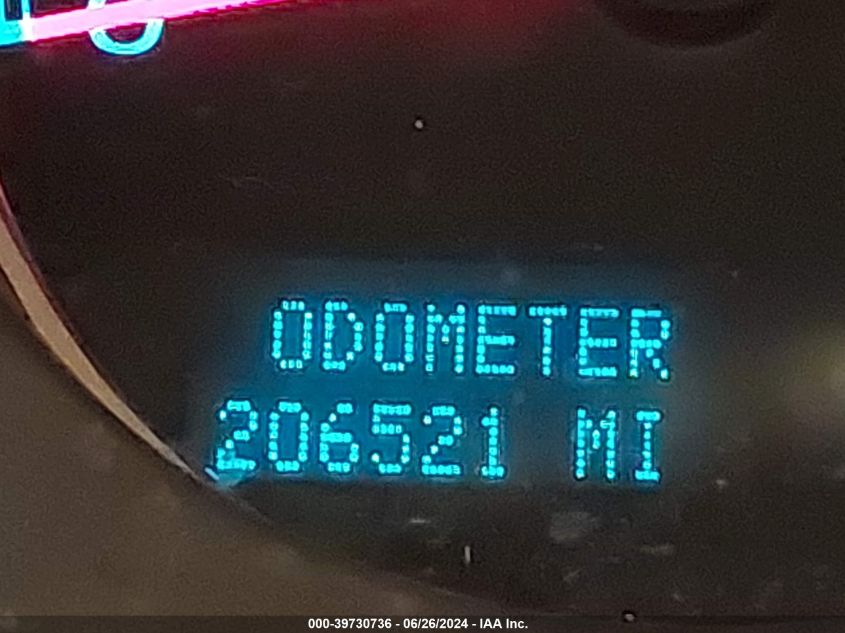 ODOMETER
206521 MI
000-39730736 - 06/26/2024 - IAA Inc.